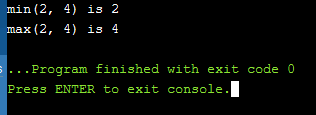 min(2, 4) is 2
max(2, 4) is 4
...Program finished with exit code 0
Press ENTER to exit console.